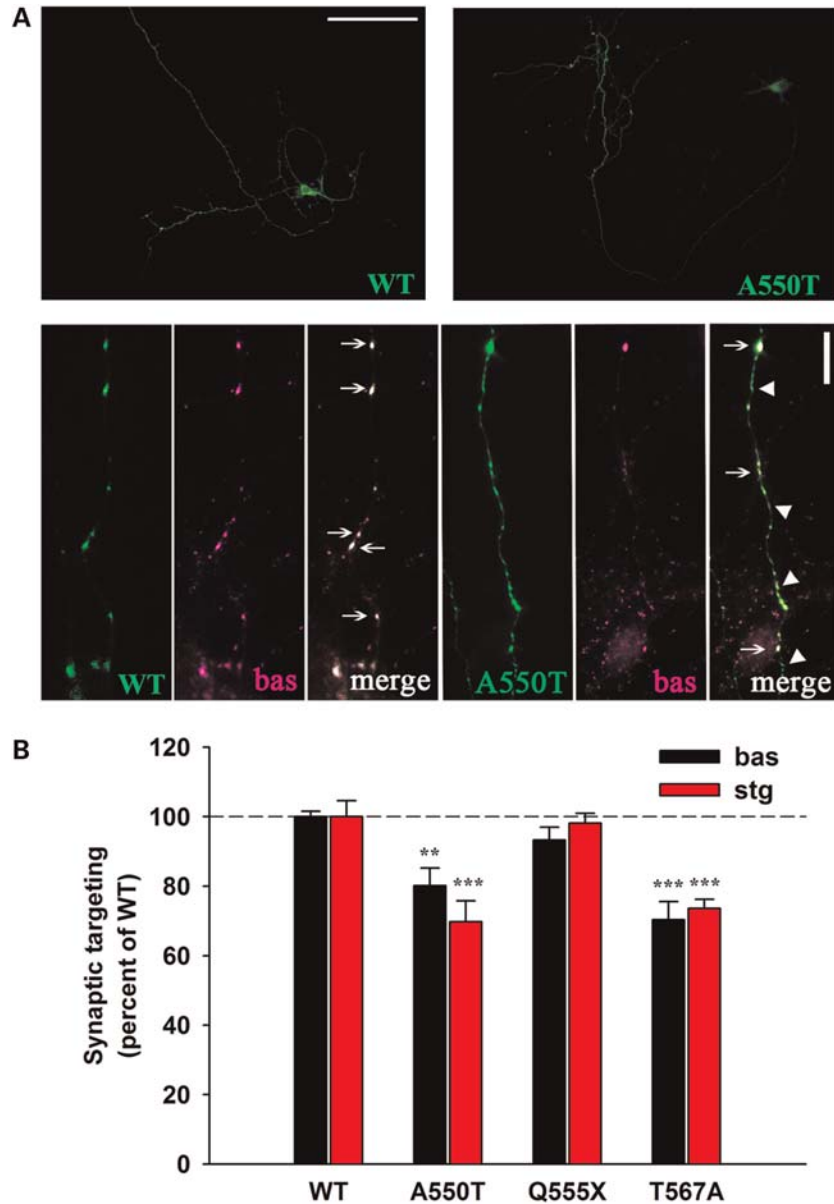 A
WT
A550T
WT
bas
merge
A550T
bas
merge
B
bas
stg
Synaptic targeting
(percent of WT)
120
100
80
60
40
20
0
**
***
***
***
WT
A550T
Q555X
T567A